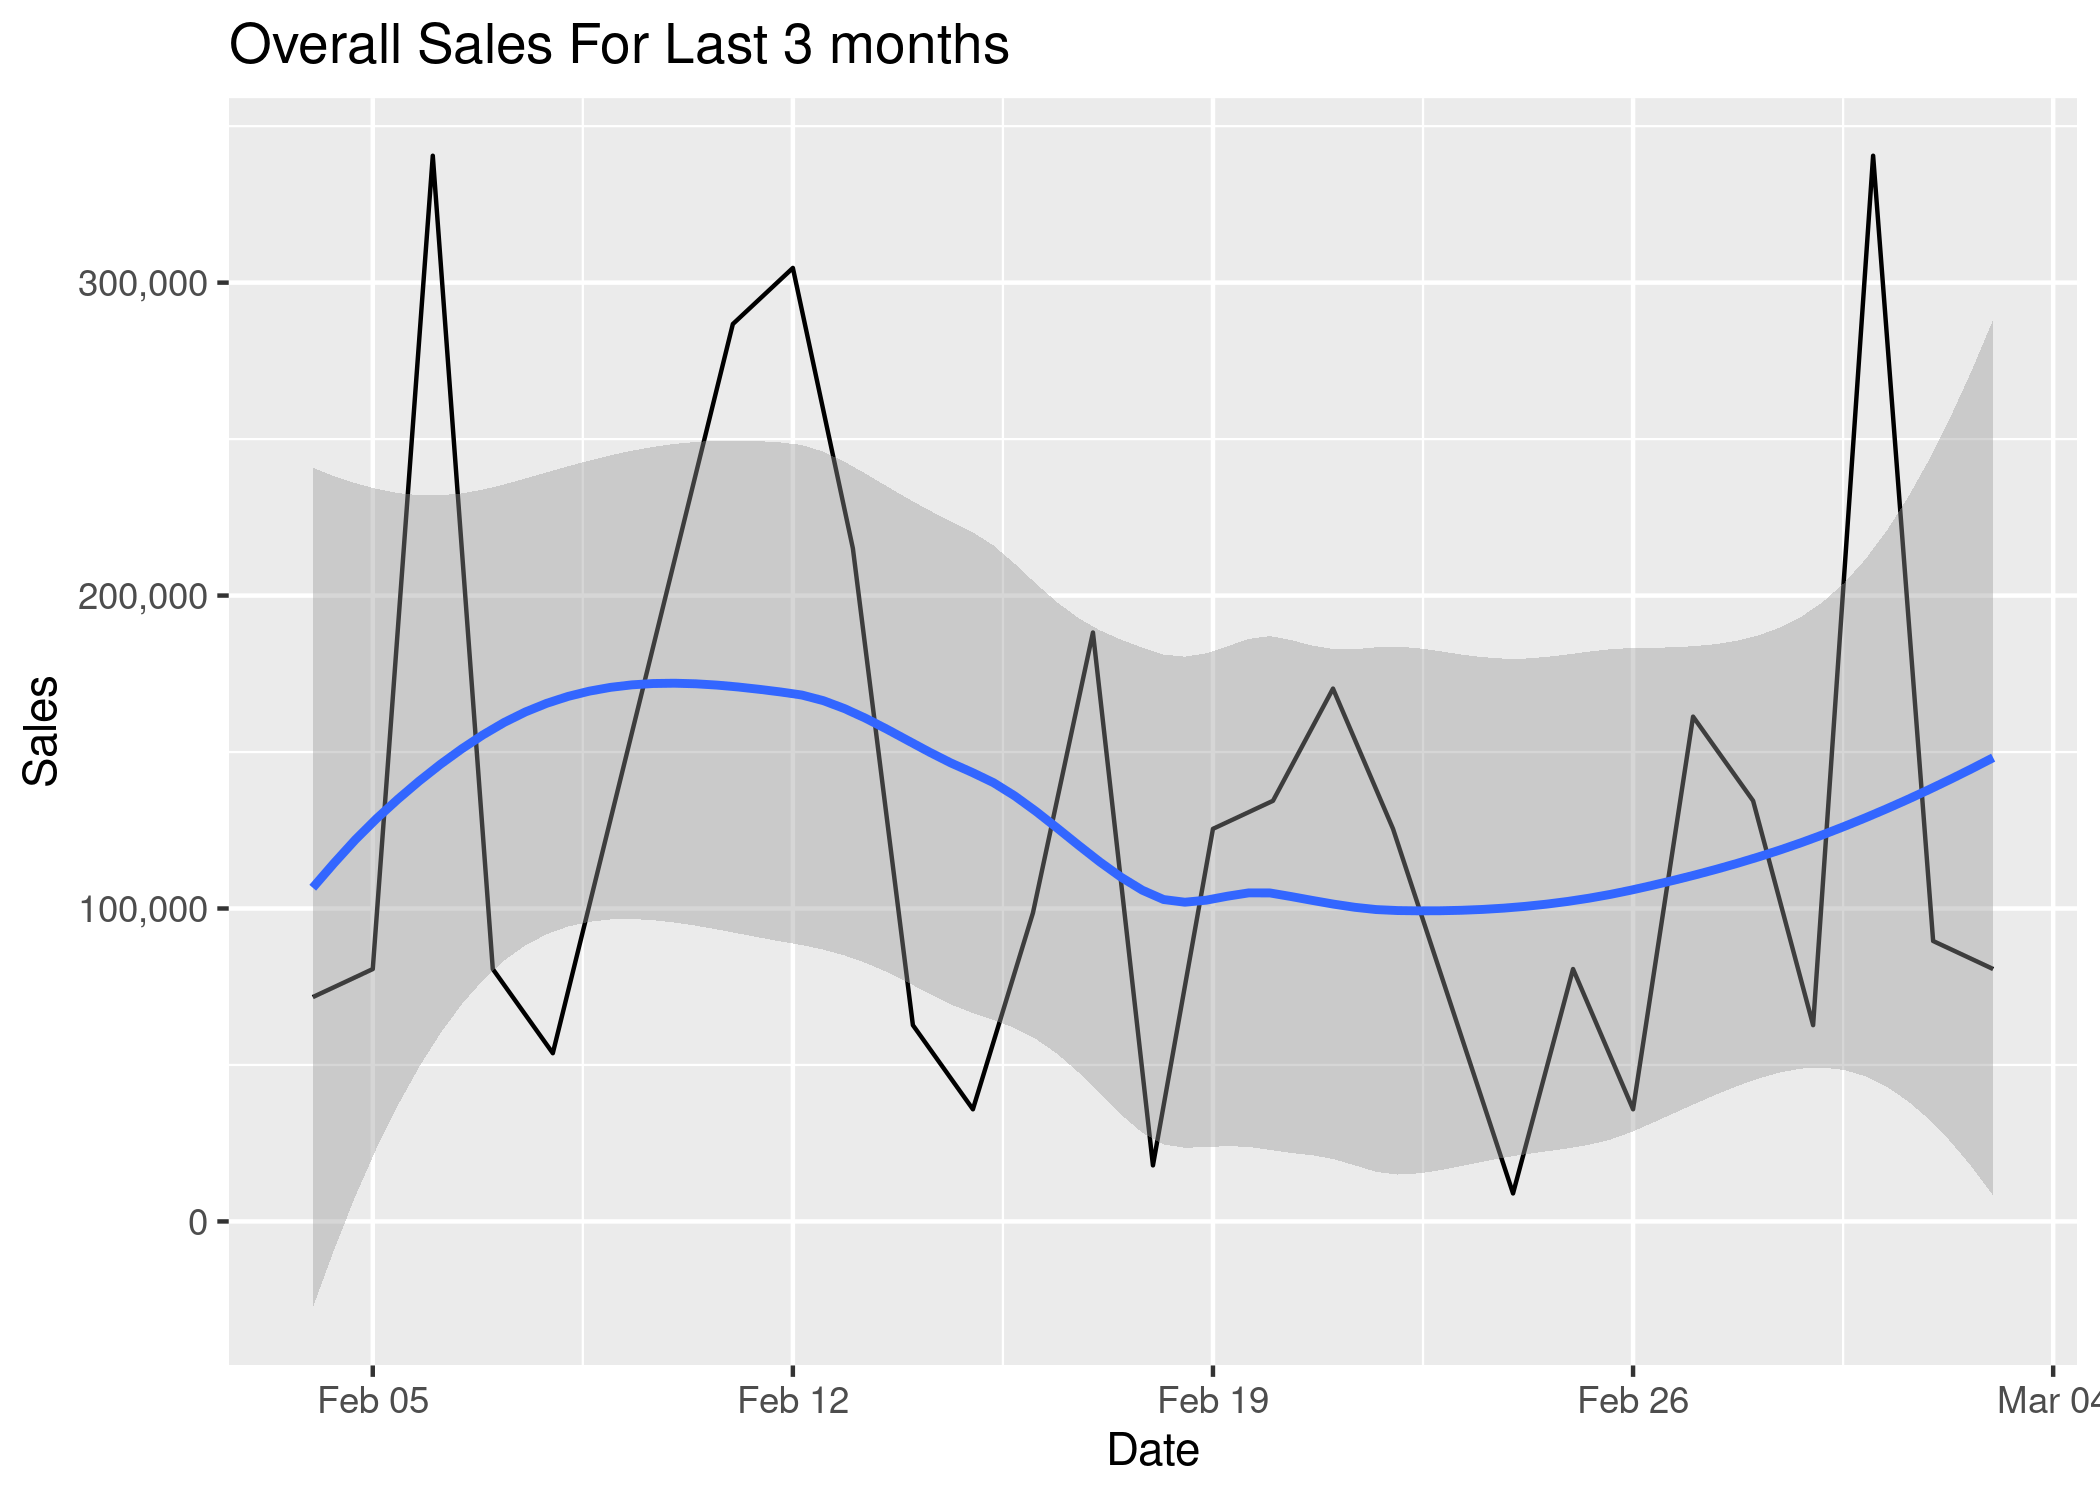 Overall Sales For Last 3 months
300,000
200,000
100,000
0
Sales
Feb 05 Feb 12 Feb 19 Feb 26 Mar 04
Date